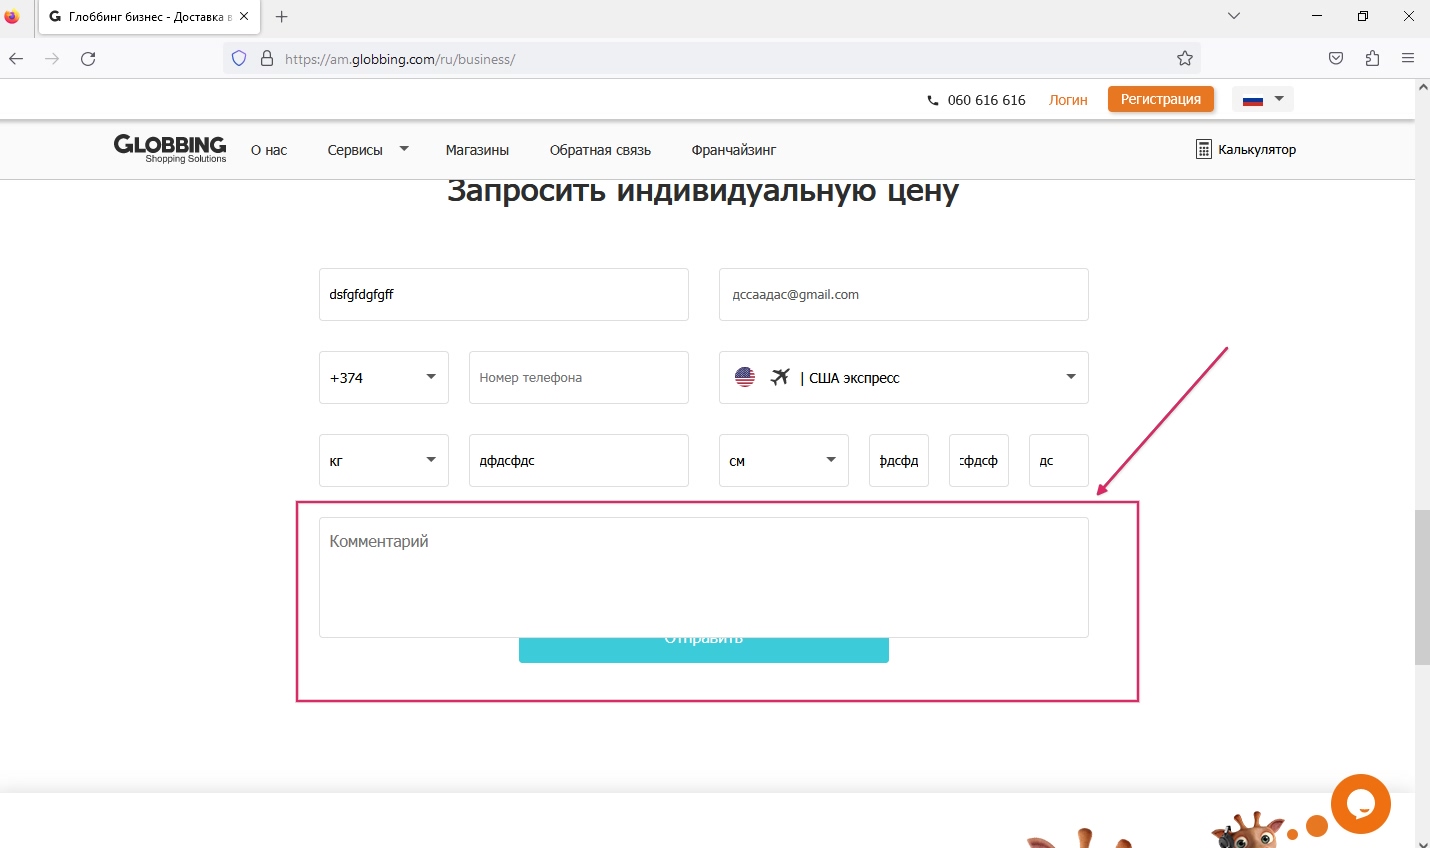 Глоббинг бизнес - Доставка в
https://am.globbing.com/ru/business/
060 616 616 Логин Регистрация
GLOBBING
Shopping Solutions
О нас Сервисы Магазины Обратная связь Франчайзинг Калькулятор
Запросить индивидуальную цену
dsfgfdgfgff дссаадас@gmail.com
+374 Номер телефона | США экспресс
кг дфдсфдс см фдсфд сфдсф дс
Комментарий
Отправить